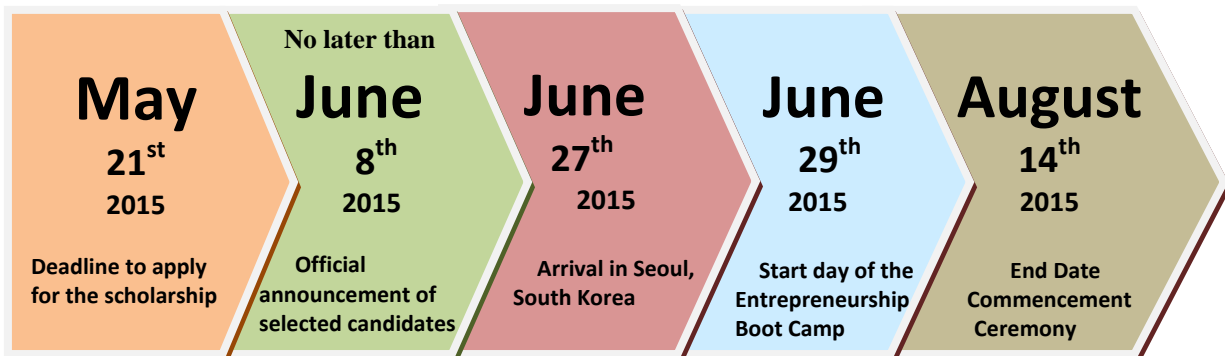 May
21st
2015
Deadline to apply
for the scholarship
No later than
June
8th
2015
Official
announcement of
selected candidates
June
27th
2015
Arrival in Seoul,
South Korea
June
29th
2015
Start day of the
Entrepreneurship
Boot Camp
August
14th
2015
End Date
Commencement
Ceremony